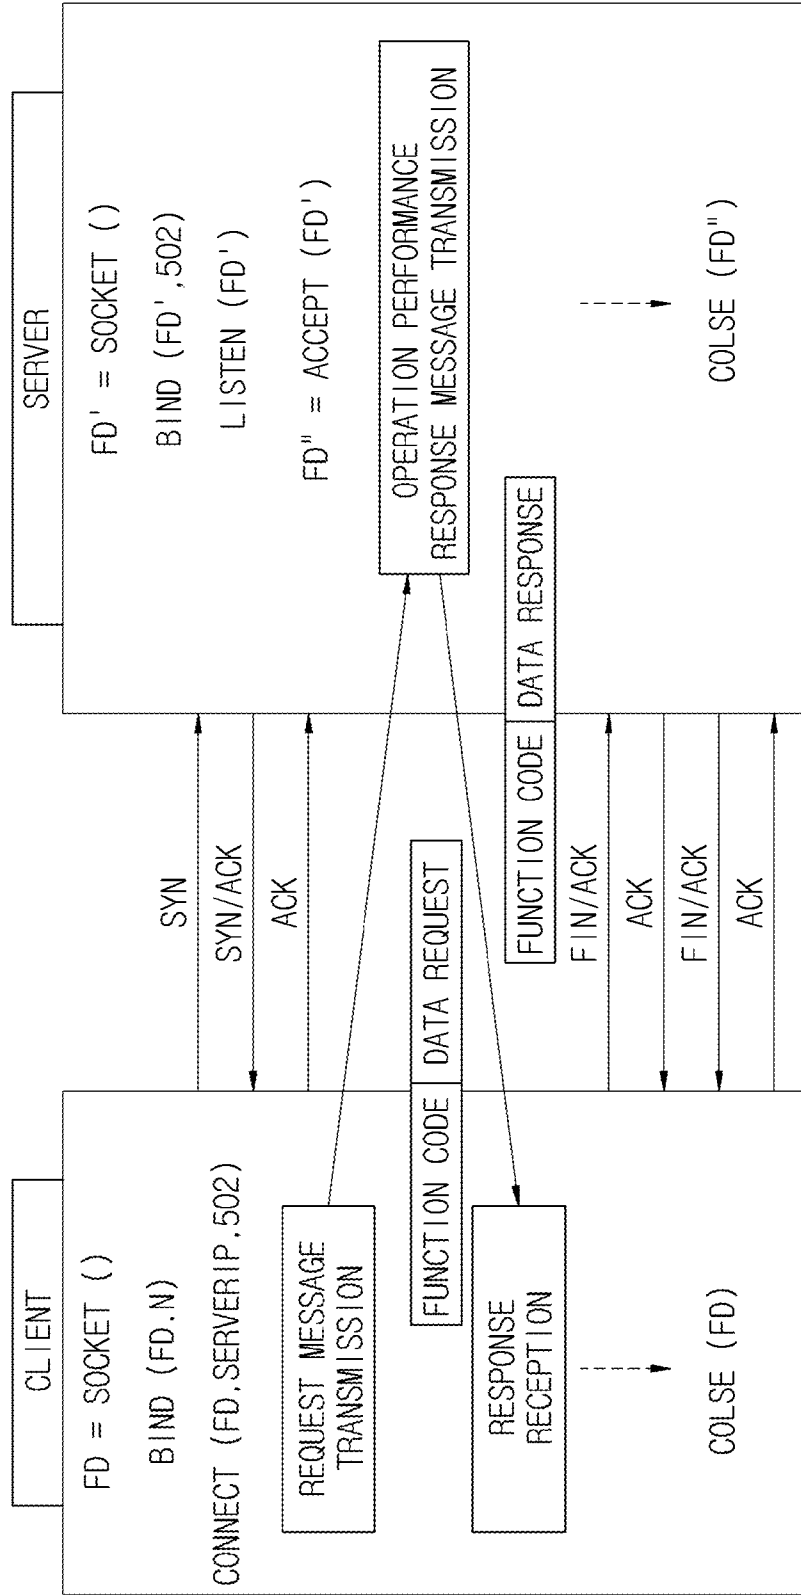 CLIENT
FD = SOCKET ()
BIND (FD.N)
CONNECT (FD,SERVERIP,502)
REQUEST MESSAGE
TRANSMISSION
FUNCTION CODE DATA REQUEST
RESPONSE
RECEPTION
COLSE (FD)
SYN
SYN/ACK
ACK
FUNCTION CODE DATA RESPONSE
FIN/ACK
ACK
FIN/ACK
ACK
SERVER
FD' = SOCKET ()
BIND (FD',502)
LISTEN (FD')
FD" = ACCEPT (FD')
OPERATION PERFORMANCE
RESPONSE MESSAGE TRANSMISSION
COLSE (FD")